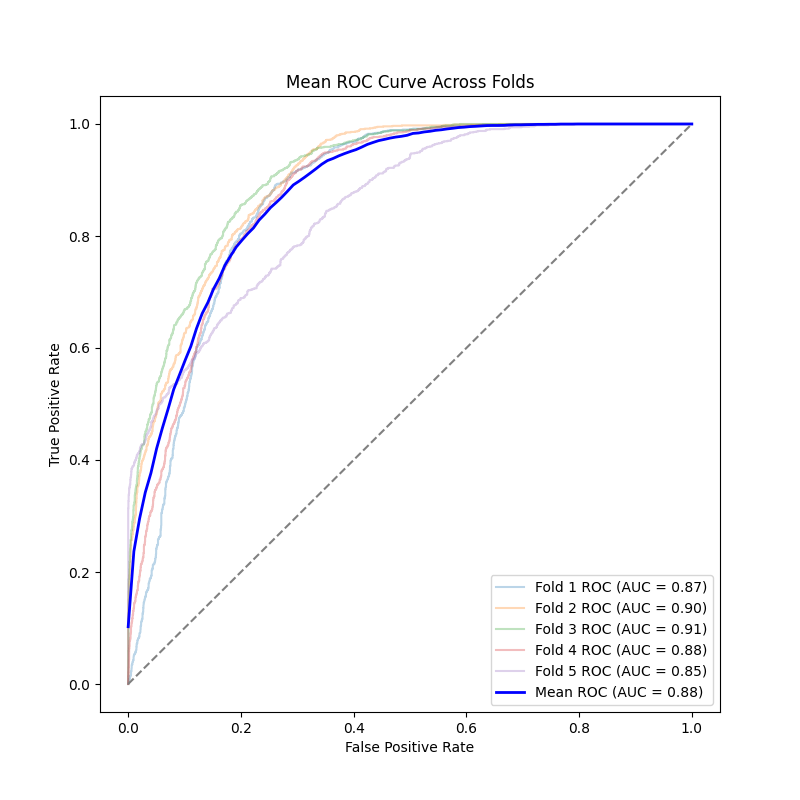 Mean ROC Curve Across Folds
True Positive Rate
1.0
0.8
0.6
0.4
0.2
0.0
Fold 1 ROC (AUC = 0.87)
Fold 2 ROC (AUC = 0.90)
Fold 3 ROC (AUC = 0.91)
Fold 4 ROC (AUC = 0.88)
Fold 5 ROC (AUC = 0.85)
Mean ROC (AUC = 0.88)
0.0 0.2 0.4 0.6 0.8 1.0
False Positive Rate